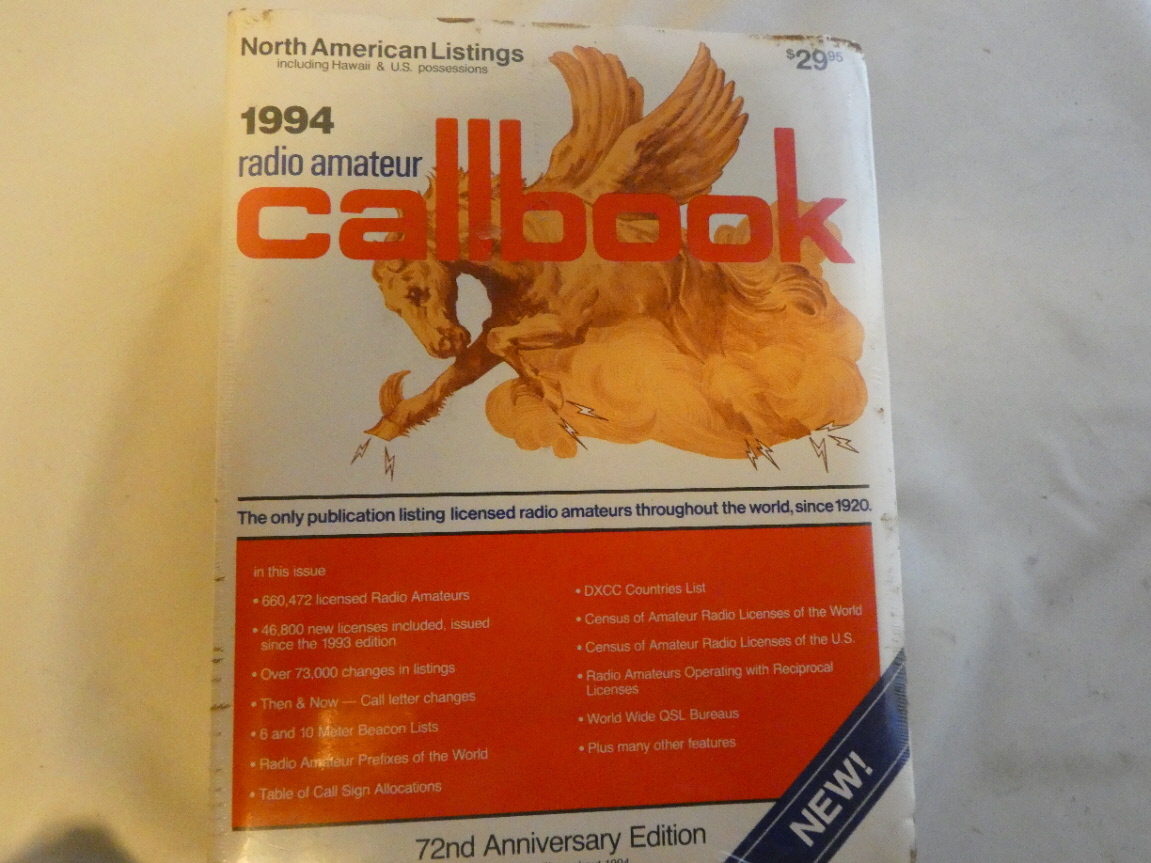 North American Listings
including Hawaii & U.S. possessions
$29.95
1994
radio amateur
callbook
The only publication listing licensed radio amateurs throughout the world, since 1920.
in this issue
• 660,472 licensed Radio Amateurs
• 46,800 new licenses included, issued
since the 1993 edition
• Over 73,000 changes in listings
• Then & Now — Call letter changes
• 6 and 10 Meter Beacon Lists
• Radio Amateur Prefixes of the World
• Table of Call Sign Allocations
• DXCC Countries List
• Census of Amateur Radio Licenses of the World
• Census of Amateur Radio Licenses of the U.S.
• Radio Amateurs Operating with Reciprocal
Licenses
• World Wide QSL Bureaus
• Plus many other features
NEW!
72nd Anniversary Edition